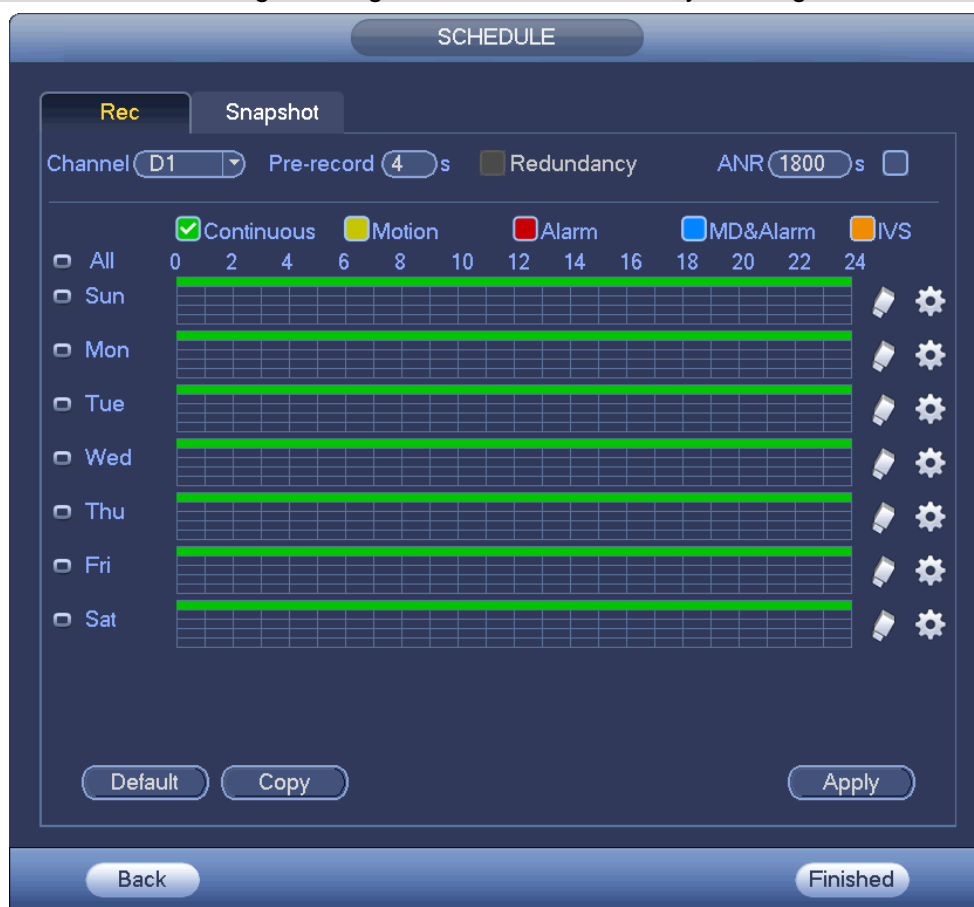 SCHEDULE
Rec Snapshot
Channel D1 Pre-record 4 s Redundancy ANR 1800 s
Continuous Motion Alarm MD&Alarm IVS
All 0 2 4 6 8 10 12 14 16 18 20 22 24
Sun
Mon
Tue
Wed
Thu
Fri
Sat
Default Copy Apply
Back Finished